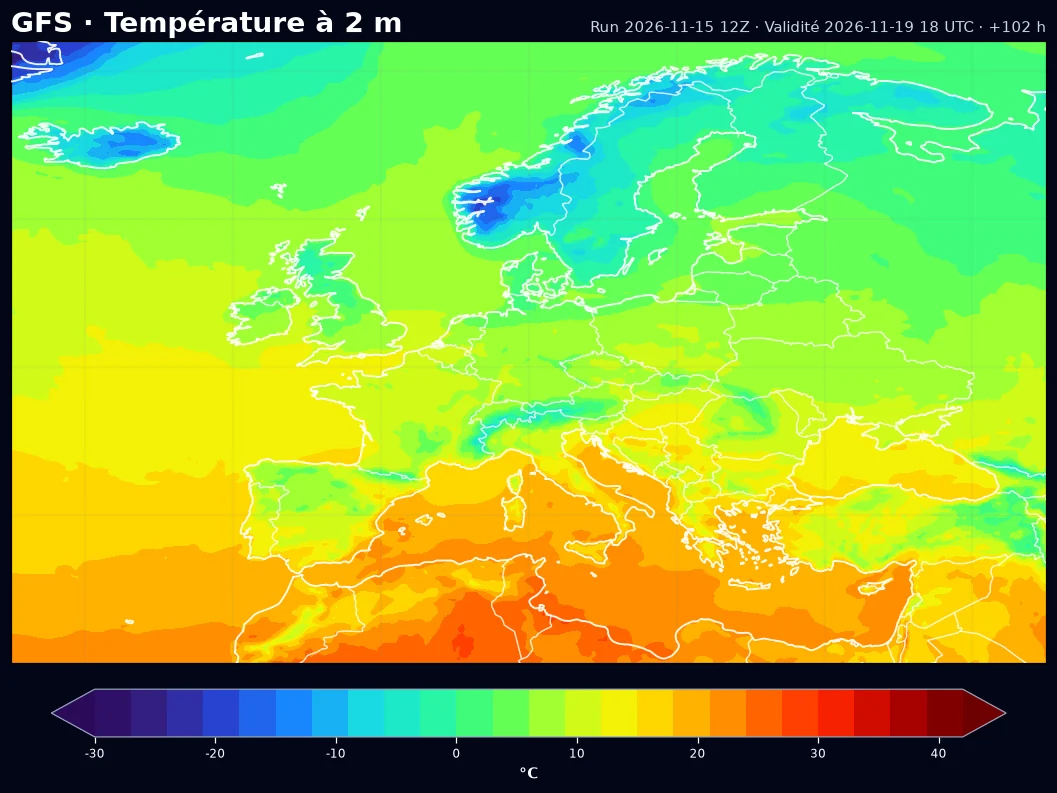 GFS · Température à 2 m
Run 2026-11-15 12Z · Validité 2026-11-19 18 UTC · +102 h
-30 -20 -10 0 10 20 30 40
°C